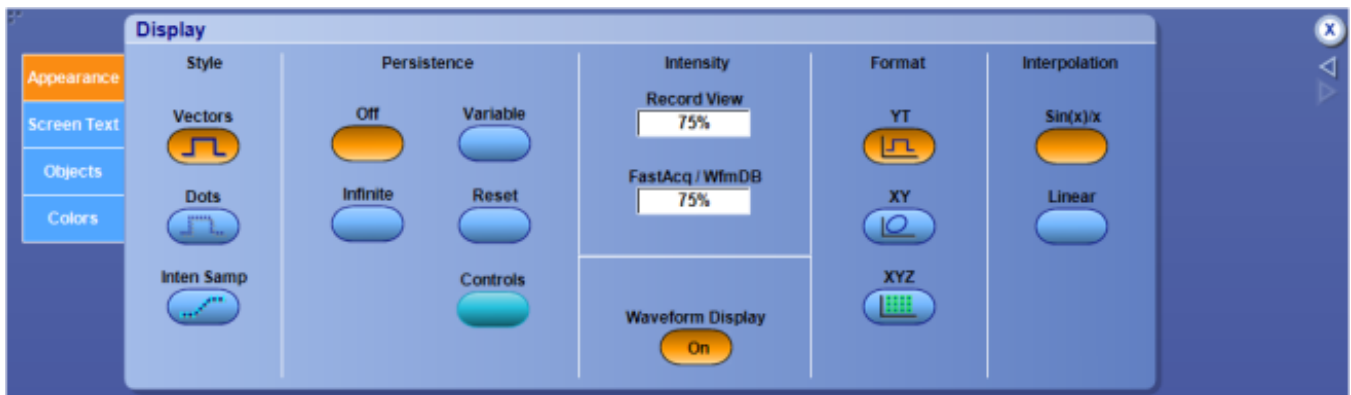 Display
X
Appearance
Screen Text
Objects
Colors
Style
Vectors
Dots
Inten Samp
Persistence
Off
Variable
Infinite
Reset
Controls
Intensity
Record View
75%
FastAcq / WfmDB
75%
Waveform Display
On
Format
YT
XY
XYZ
Interpolation
Sin(x)/x
Linear